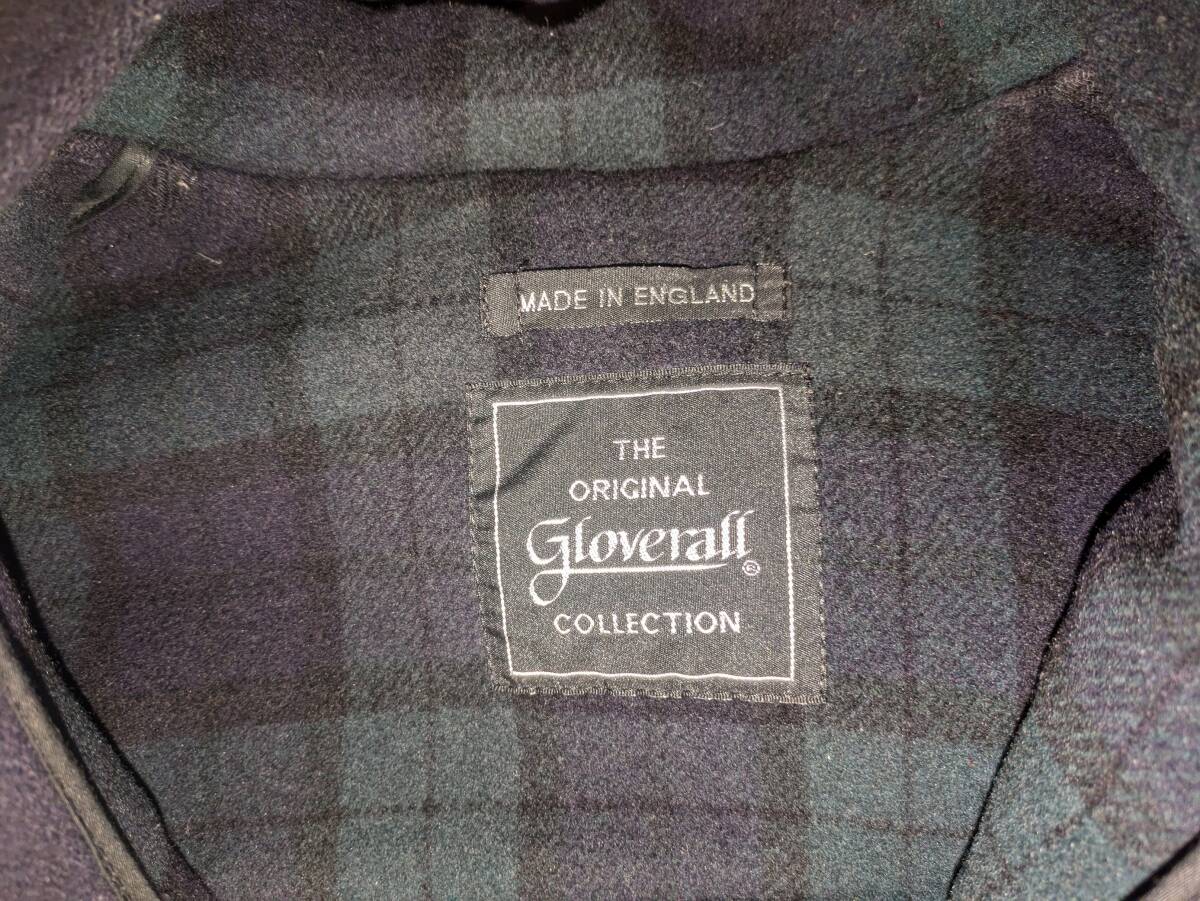 MADE IN ENGLAND
THE
ORIGINAL
Gloverall®
COLLECTION